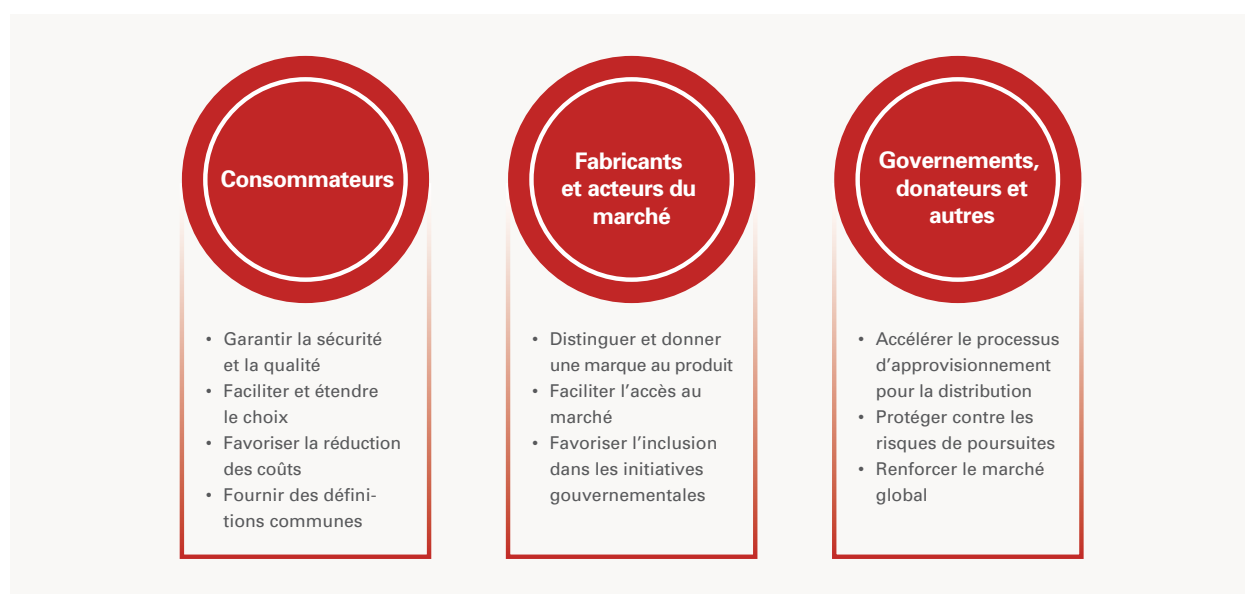 Consommateurs
• Garantir la sécurité
et la qualité
• Faciliter et étendre
le choix
• Favoriser la réduction
des coûts
• Fournir des défini-
tions communes
Fabricants
et acteurs du
marché
• Distinguer et donner
une marque au produit
• Faciliter l’accès au
marché
• Favoriser l’inclusion
dans les initiatives
gouvernementales
Governements,
donateurs et
autres
• Accélérer le processus
d’approvisionnement
pour la distribution
• Protéger contre les
risques de poursuites
• Renforcer le marché
global